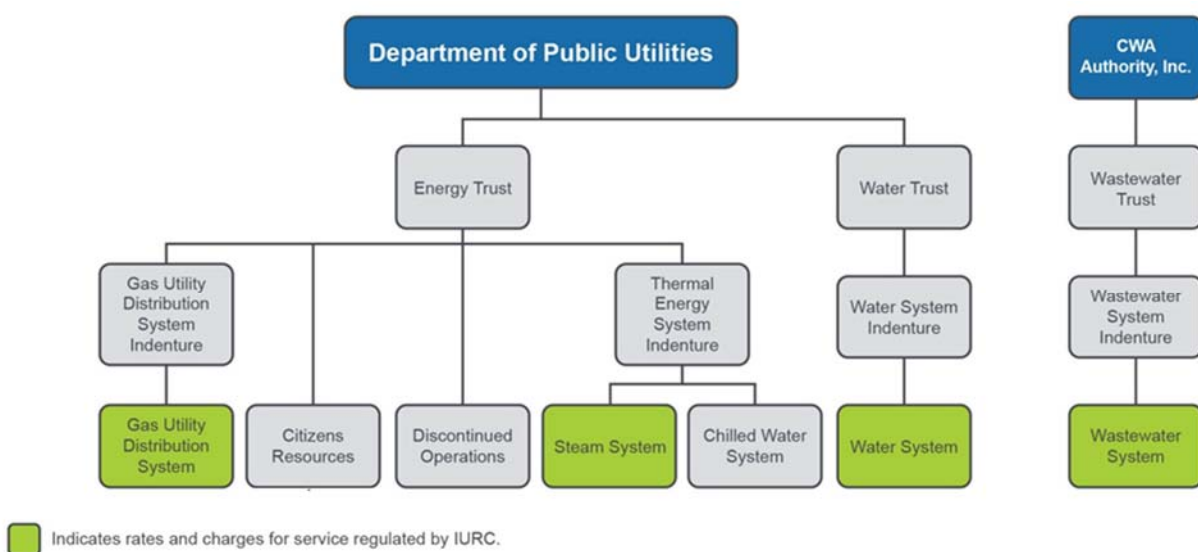 Department of Public Utilities
CWA
Authority, Inc.
Energy Trust
Water Trust
Wastewater
Trust
Gas Utility
Distribution
System
Indenture
Thermal
Energy
System
Indenture
Water System
Indenture
Wastewater
System
Indenture
Gas Utility
Distribution
System
Citizens
Resources
Discontinued
Operations
Steam System
Chilled Water
System
Water System
Wastewater
System
Indicates rates and charges for service regulated by IURC.